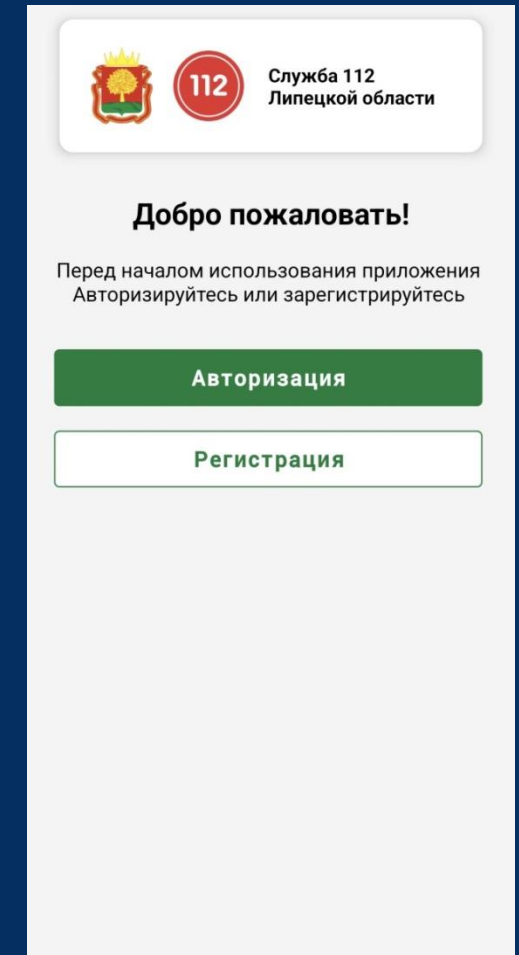 112
Служба 112
Липецкой области
Добро пожаловать!
Перед началом использования приложения
Авторизируйтесь или зарегистрируйтесь
Авторизация
Регистрация